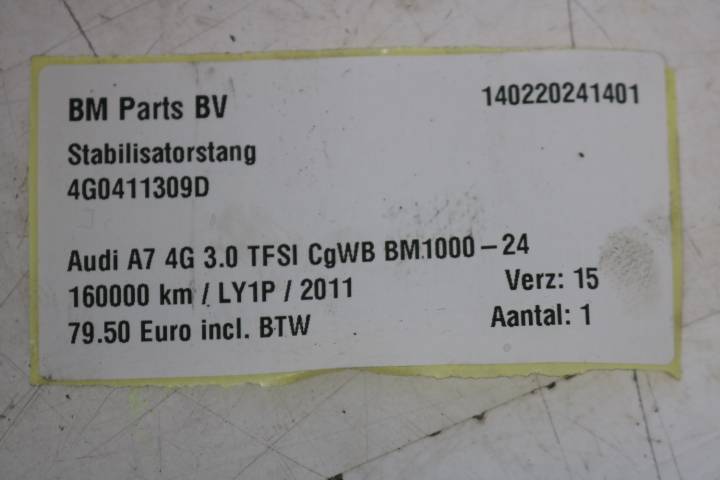 BM Parts BV 140220241401
Stabilisatorstang
4G0411309D
Audi A7 4G 3.0 TFSI CgWB BM1000-24
160000 km / LY1P / 2011 Verz: 15
79.50 Euro incl. BTW Aantal: 1